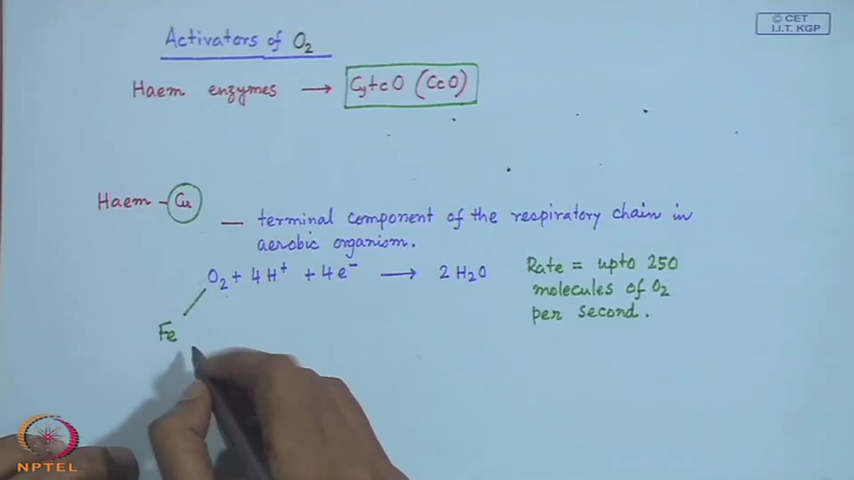 © CET
I.I.T. KGP
Activators of O₂
Haem enzymes → CytcO (CcO)
Haem - Cu
— terminal component of the respiratory chain in
aerobic organism.
O₂ + 4H⁺ + 4e⁻ → 2H₂O
Rate = upto 250
molecules of O₂
per second.
Fe
NPTEL